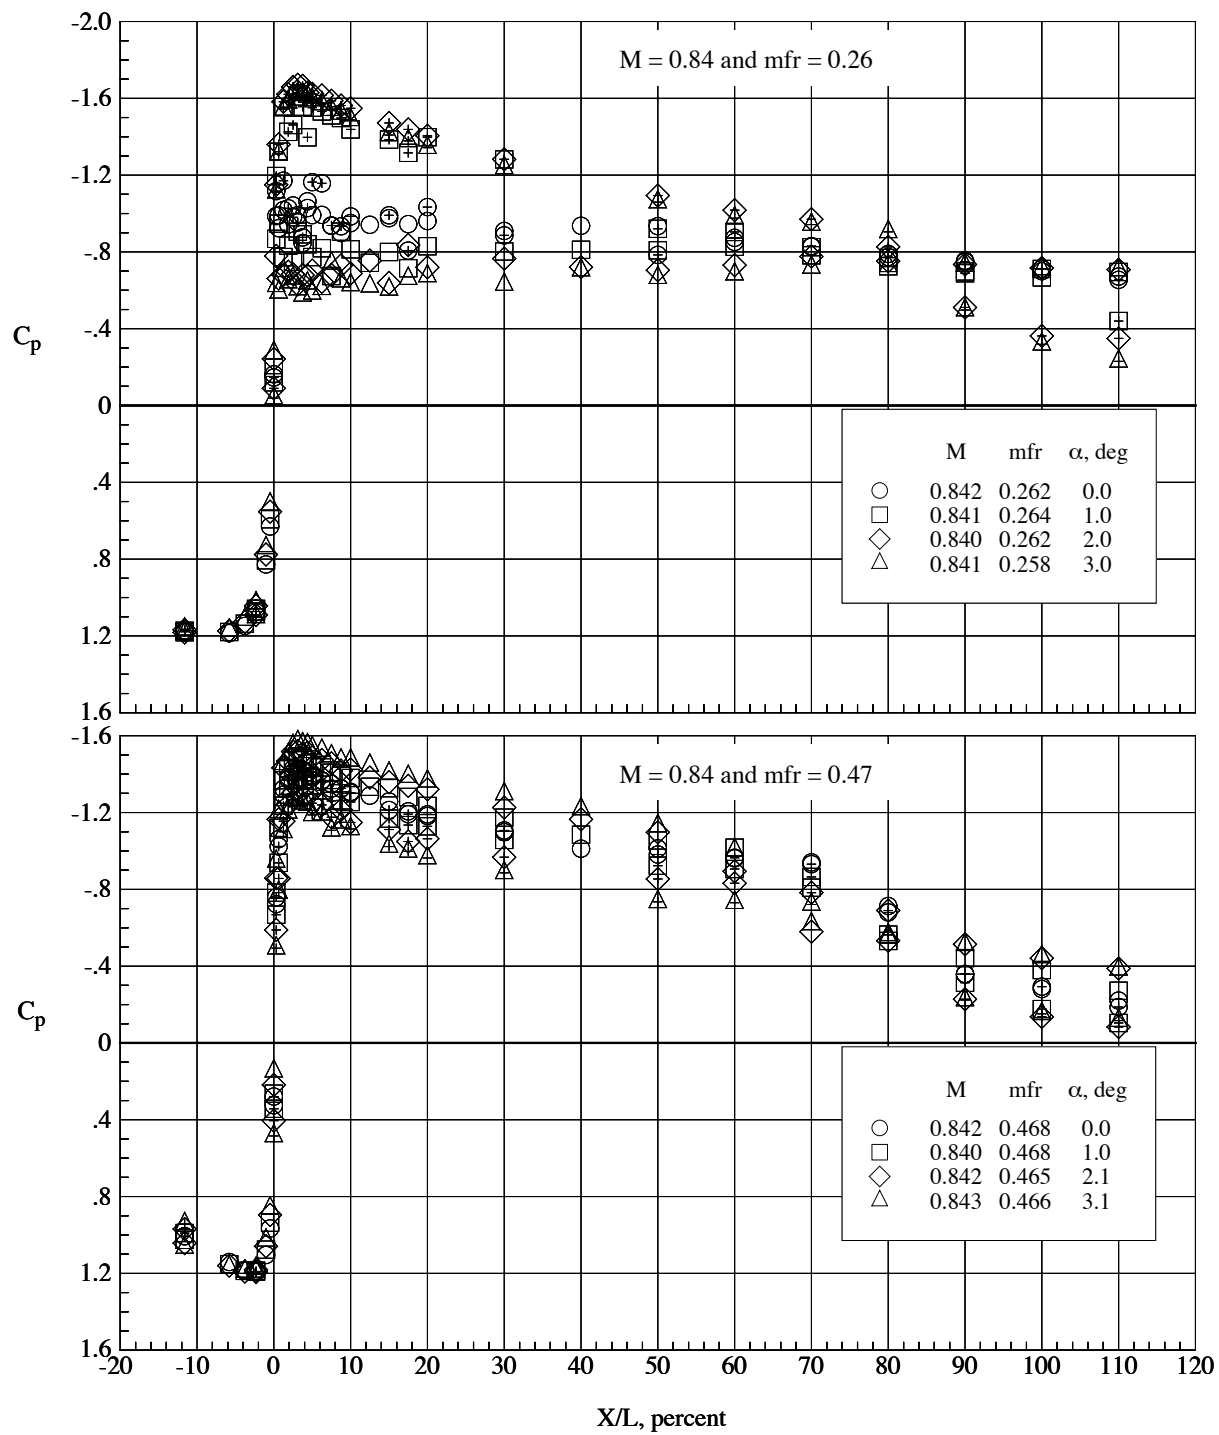 -2.0
M = 0.84 and mfr = 0.26
-1.6
-1.2
-.8
-.4
Cp
0
M mfr α, deg
0.842 0.262 0.0
0.841 0.264 1.0
0.840 0.262 2.0
0.841 0.258 3.0
.4
.8
1.2
1.6
-1.6
M = 0.84 and mfr = 0.47
-1.2
-.8
-.4
Cp
0
M mfr α, deg
0.842 0.468 0.0
0.840 0.468 1.0
0.842 0.465 2.1
0.843 0.466 3.1
.4
.8
1.2
1.6
-20 -10 0 10 20 30 40 50 60 70 80 90 100 110 120
X/L, percent